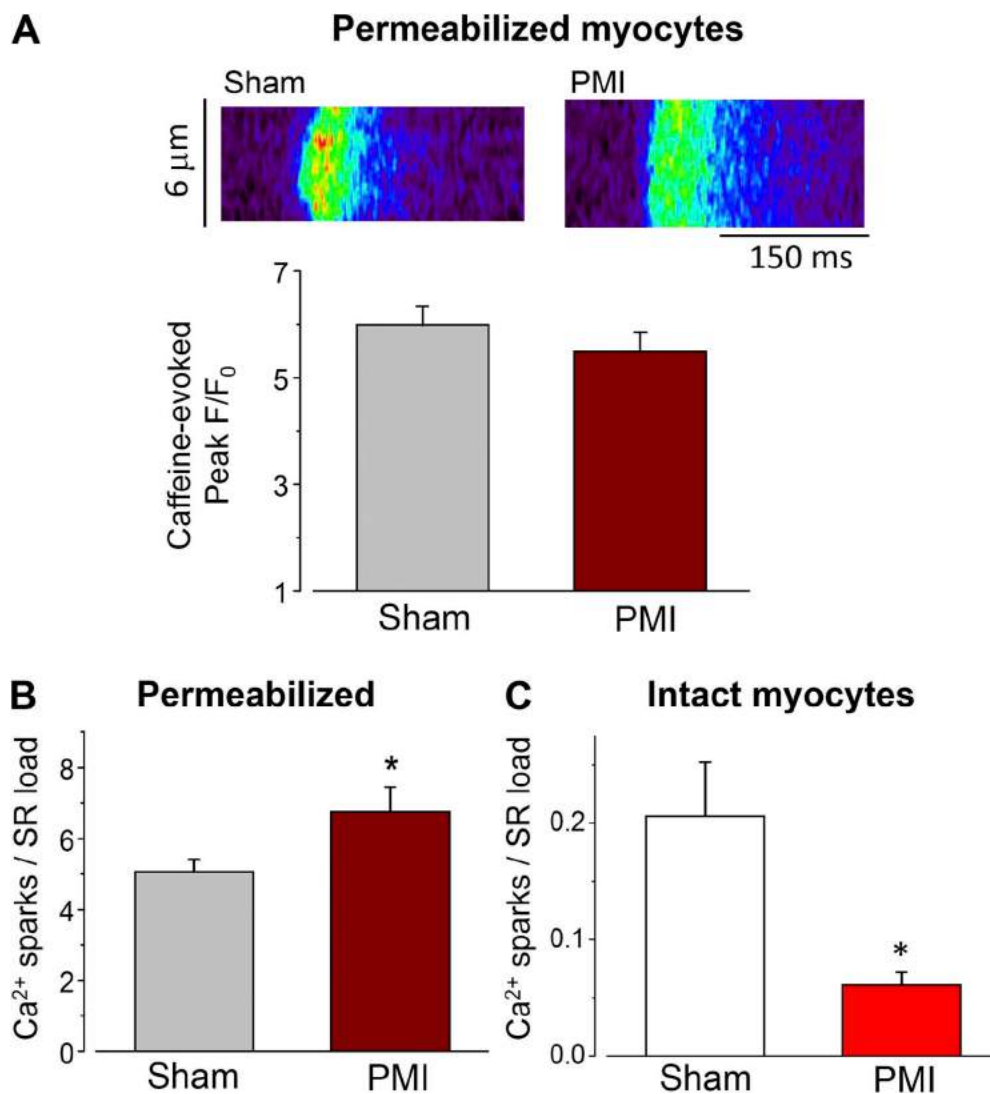 A
Permeabilized myocytes
Sham
PMI
6 μm
150 ms
Caffeine-evoked
Peak F/F₀
7
5
3
1
Sham
PMI
B
Permeabilized
Ca²⁺ sparks / SR load
8
6
4
2
0
*
Sham
PMI
C
Intact myocytes
Ca²⁺ sparks / SR load
0.2
0.1
0.0
*
Sham
PMI